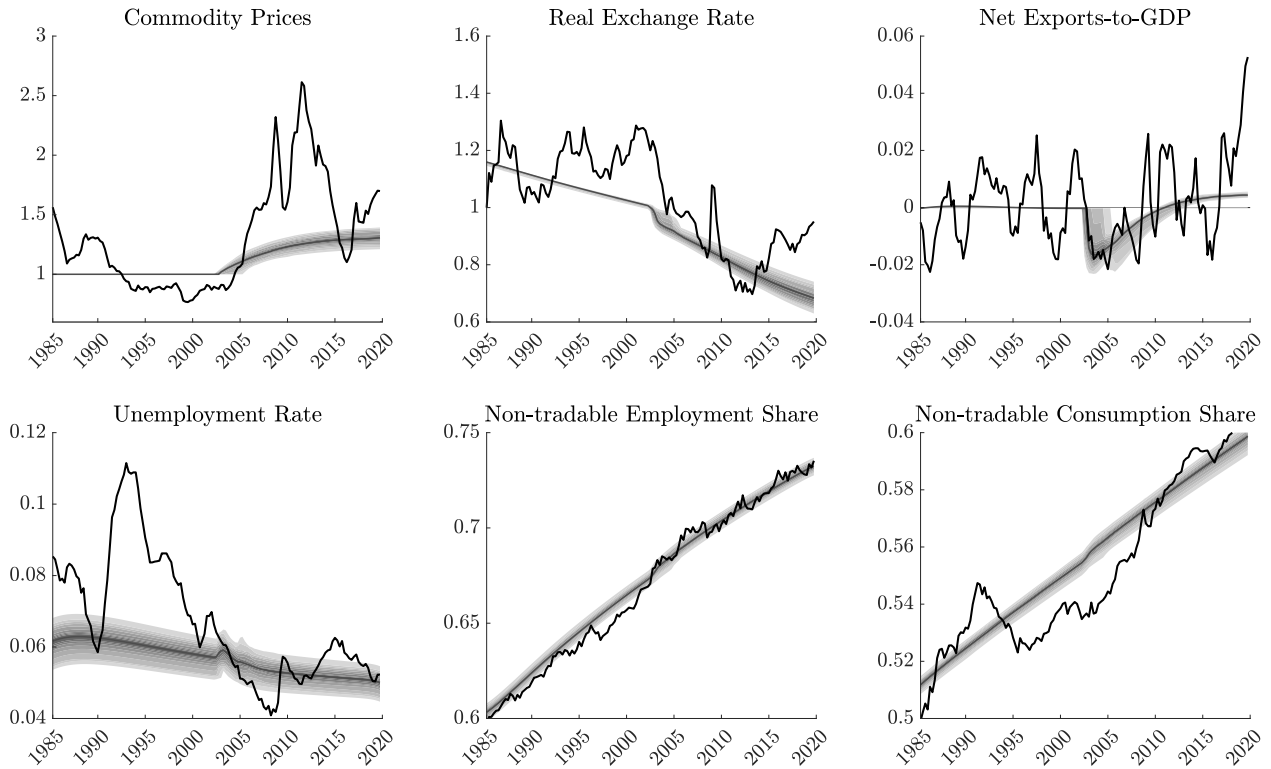 Commodity Prices
3
2.5
2
1.5
1
1985 1990 1995 2000 2005 2010 2015 2020
Real Exchange Rate
1.6
1.4
1.2
1
0.8
0.6
1985 1990 1995 2000 2005 2010 2015 2020
Net Exports-to-GDP
0.06
0.04
0.02
0
-0.02
-0.04
1985 1990 1995 2000 2005 2010 2015 2020
Unemployment Rate
0.12
0.1
0.08
0.06
0.04
1985 1990 1995 2000 2005 2010 2015 2020
Non-tradable Employment Share
0.75
0.7
0.65
0.6
1985 1990 1995 2000 2005 2010 2015 2020
Non-tradable Consumption Share
0.6
0.58
0.56
0.54
0.52
0.5
1985 1990 1995 2000 2005 2010 2015 2020